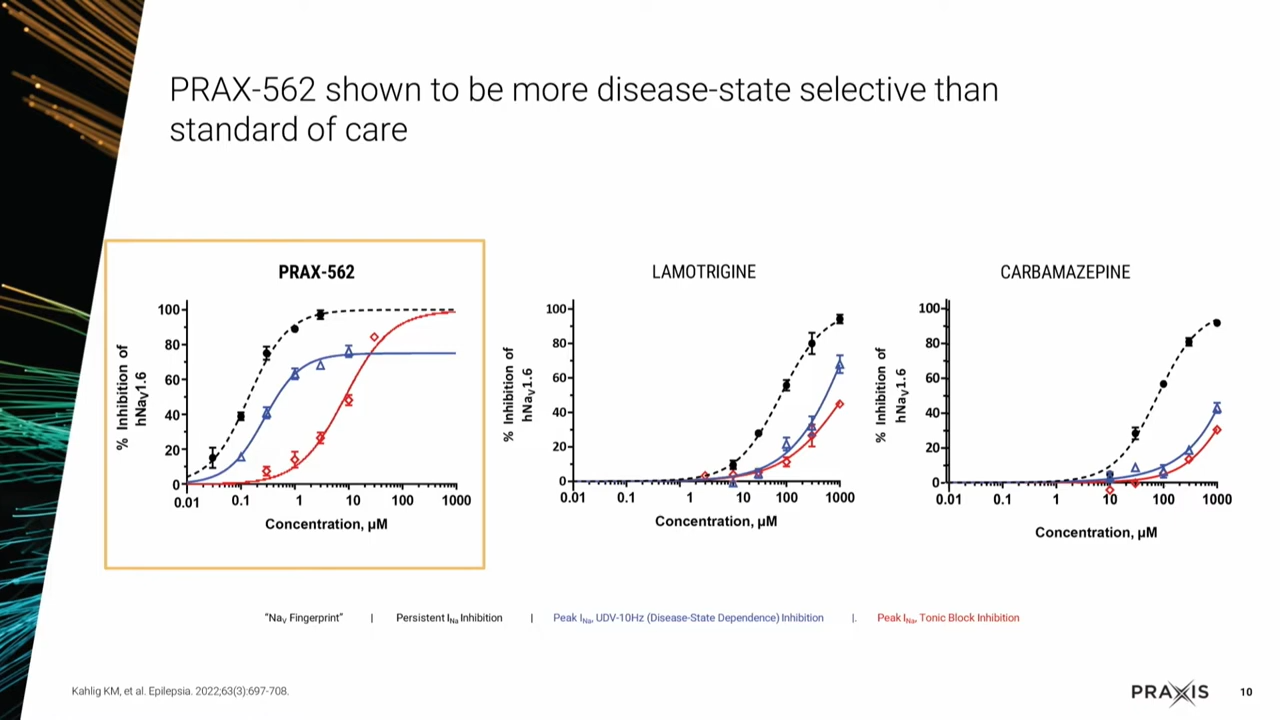 PRAX-562 shown to be more disease-state selective than
standard of care
PRAX-562
% Inhibition of
hNaV1.6
100
80
60
40
20
0
0.01
0.1
1
10
100
1000
Concentration, µM
LAMOTRIGINE
% Inhibition of
hNaV1.6
100
80
60
40
20
0
0.01
0.1
1
10
100
1000
Concentration, µM
CARBAMAZEPINE
% Inhibition of
hNaV1.6
100
80
60
40
20
0
0.01
0.1
1
10
100
1000
Concentration, µM
"NaV Fingerprint" | Persistent INa Inhibition | Peak INa, UDV-10Hz (Disease-State Dependence) Inhibition |. Peak INa, Tonic Block Inhibition
Kahlig KM, et al. Epilepsia. 2022;63(3):697-708.
PRAXIS
10